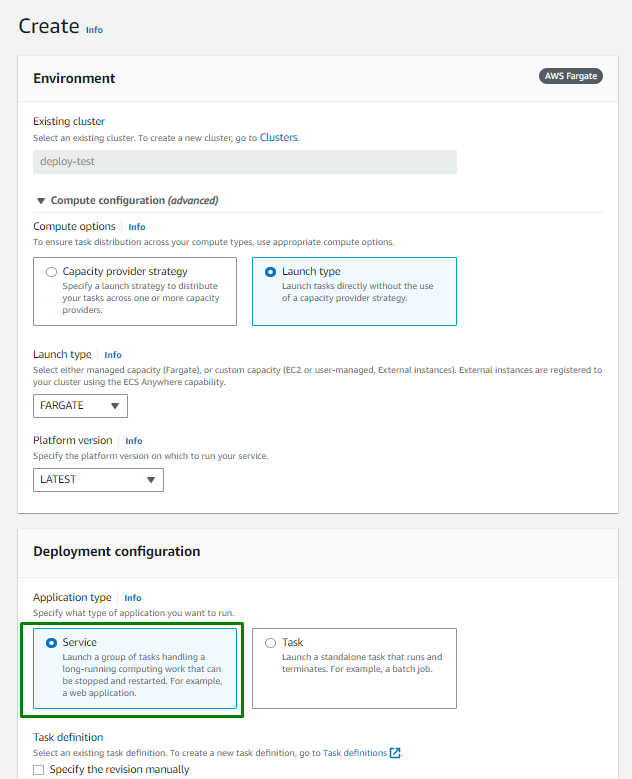 Create Info
Environment
AWS Fargate
Existing cluster
Select an existing cluster. To create a new cluster, go to Clusters.
deploy-test
Compute configuration (advanced)
Compute options Info
To ensure task distribution across your compute types, use appropriate compute options.
Capacity provider strategy
Specify a launch strategy to distribute
your tasks across one or more capacity
providers.
Launch type
Launch tasks directly without the use
of a capacity provider strategy.
Launch type Info
Select either managed capacity (Fargate), or custom capacity (EC2 or user-managed, External instances). External instances are registered to
your cluster using the ECS Anywhere capability.
FARGATE
Platform version Info
Specify the platform version on which to run your service.
LATEST
Deployment configuration
Application type Info
Specify what type of application you want to run.
Service
Launch a group of tasks handling a
long-running computing work that can
be stopped and restarted. For example,
a web application.
Task
Launch a standalone task that runs and
terminates. For example, a batch job.
Task definition
Select an existing task definition. To create a new task definition, go to Task definitions.
Specify the revision manually